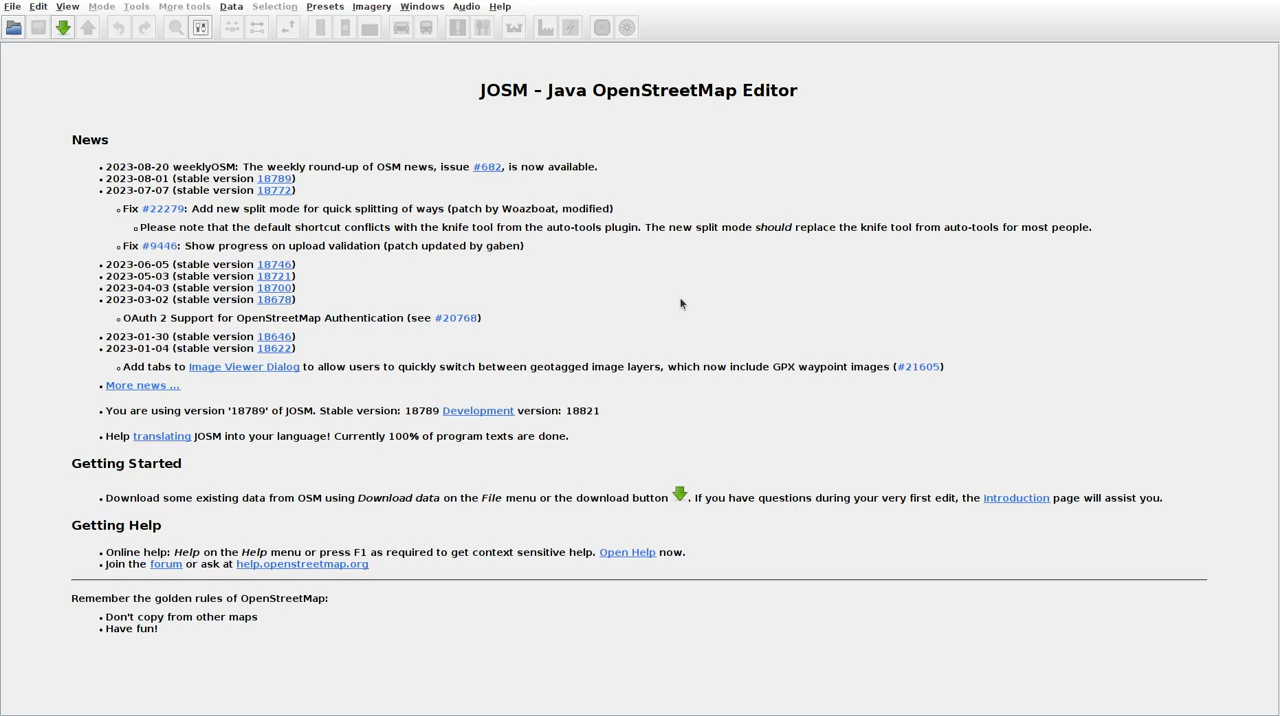 File Edit View Mode Tools More tools Data Selection Presets Imagery Windows Audio Help
JOSM – Java OpenStreetMap Editor
News
2023-08-20 weeklyOSM: The weekly round-up of OSM news, issue #682, is now available.
2023-08-01 (stable version 18789)
2023-07-07 (stable version 18772)
Fix #22279: Add new split mode for quick splitting of ways (patch by Woazboat, modified)
Please note that the default shortcut conflicts with the knife tool from the auto-tools plugin. The new split mode should replace the knife tool from auto-tools for most people.
Fix #9446: Show progress on upload validation (patch updated by gaben)
2023-06-05 (stable version 18746)
2023-05-03 (stable version 18721)
2023-04-03 (stable version 18700)
2023-03-02 (stable version 18678)
OAuth 2 Support for OpenStreetMap Authentication (see #20768)
2023-01-30 (stable version 18646)
2023-01-04 (stable version 18622)
Add tabs to Image Viewer Dialog to allow users to quickly switch between geotagged image layers, which now include GPX waypoint images (#21605)
More news ...
You are using version '18789' of JOSM. Stable version: 18789 Development version: 18821
Help translating JOSM into your language! Currently 100% of program texts are done.
Getting Started
Download some existing data from OSM using Download data on the File menu or the download button . If you have questions during your very first edit, the Introduction page will assist you.
Getting Help
Online help: Help on the Help menu or press F1 as required to get context sensitive help. Open Help now.
Join the forum or ask at help.openstreetmap.org
Remember the golden rules of OpenStreetMap:
Don't copy from other maps
Have fun!